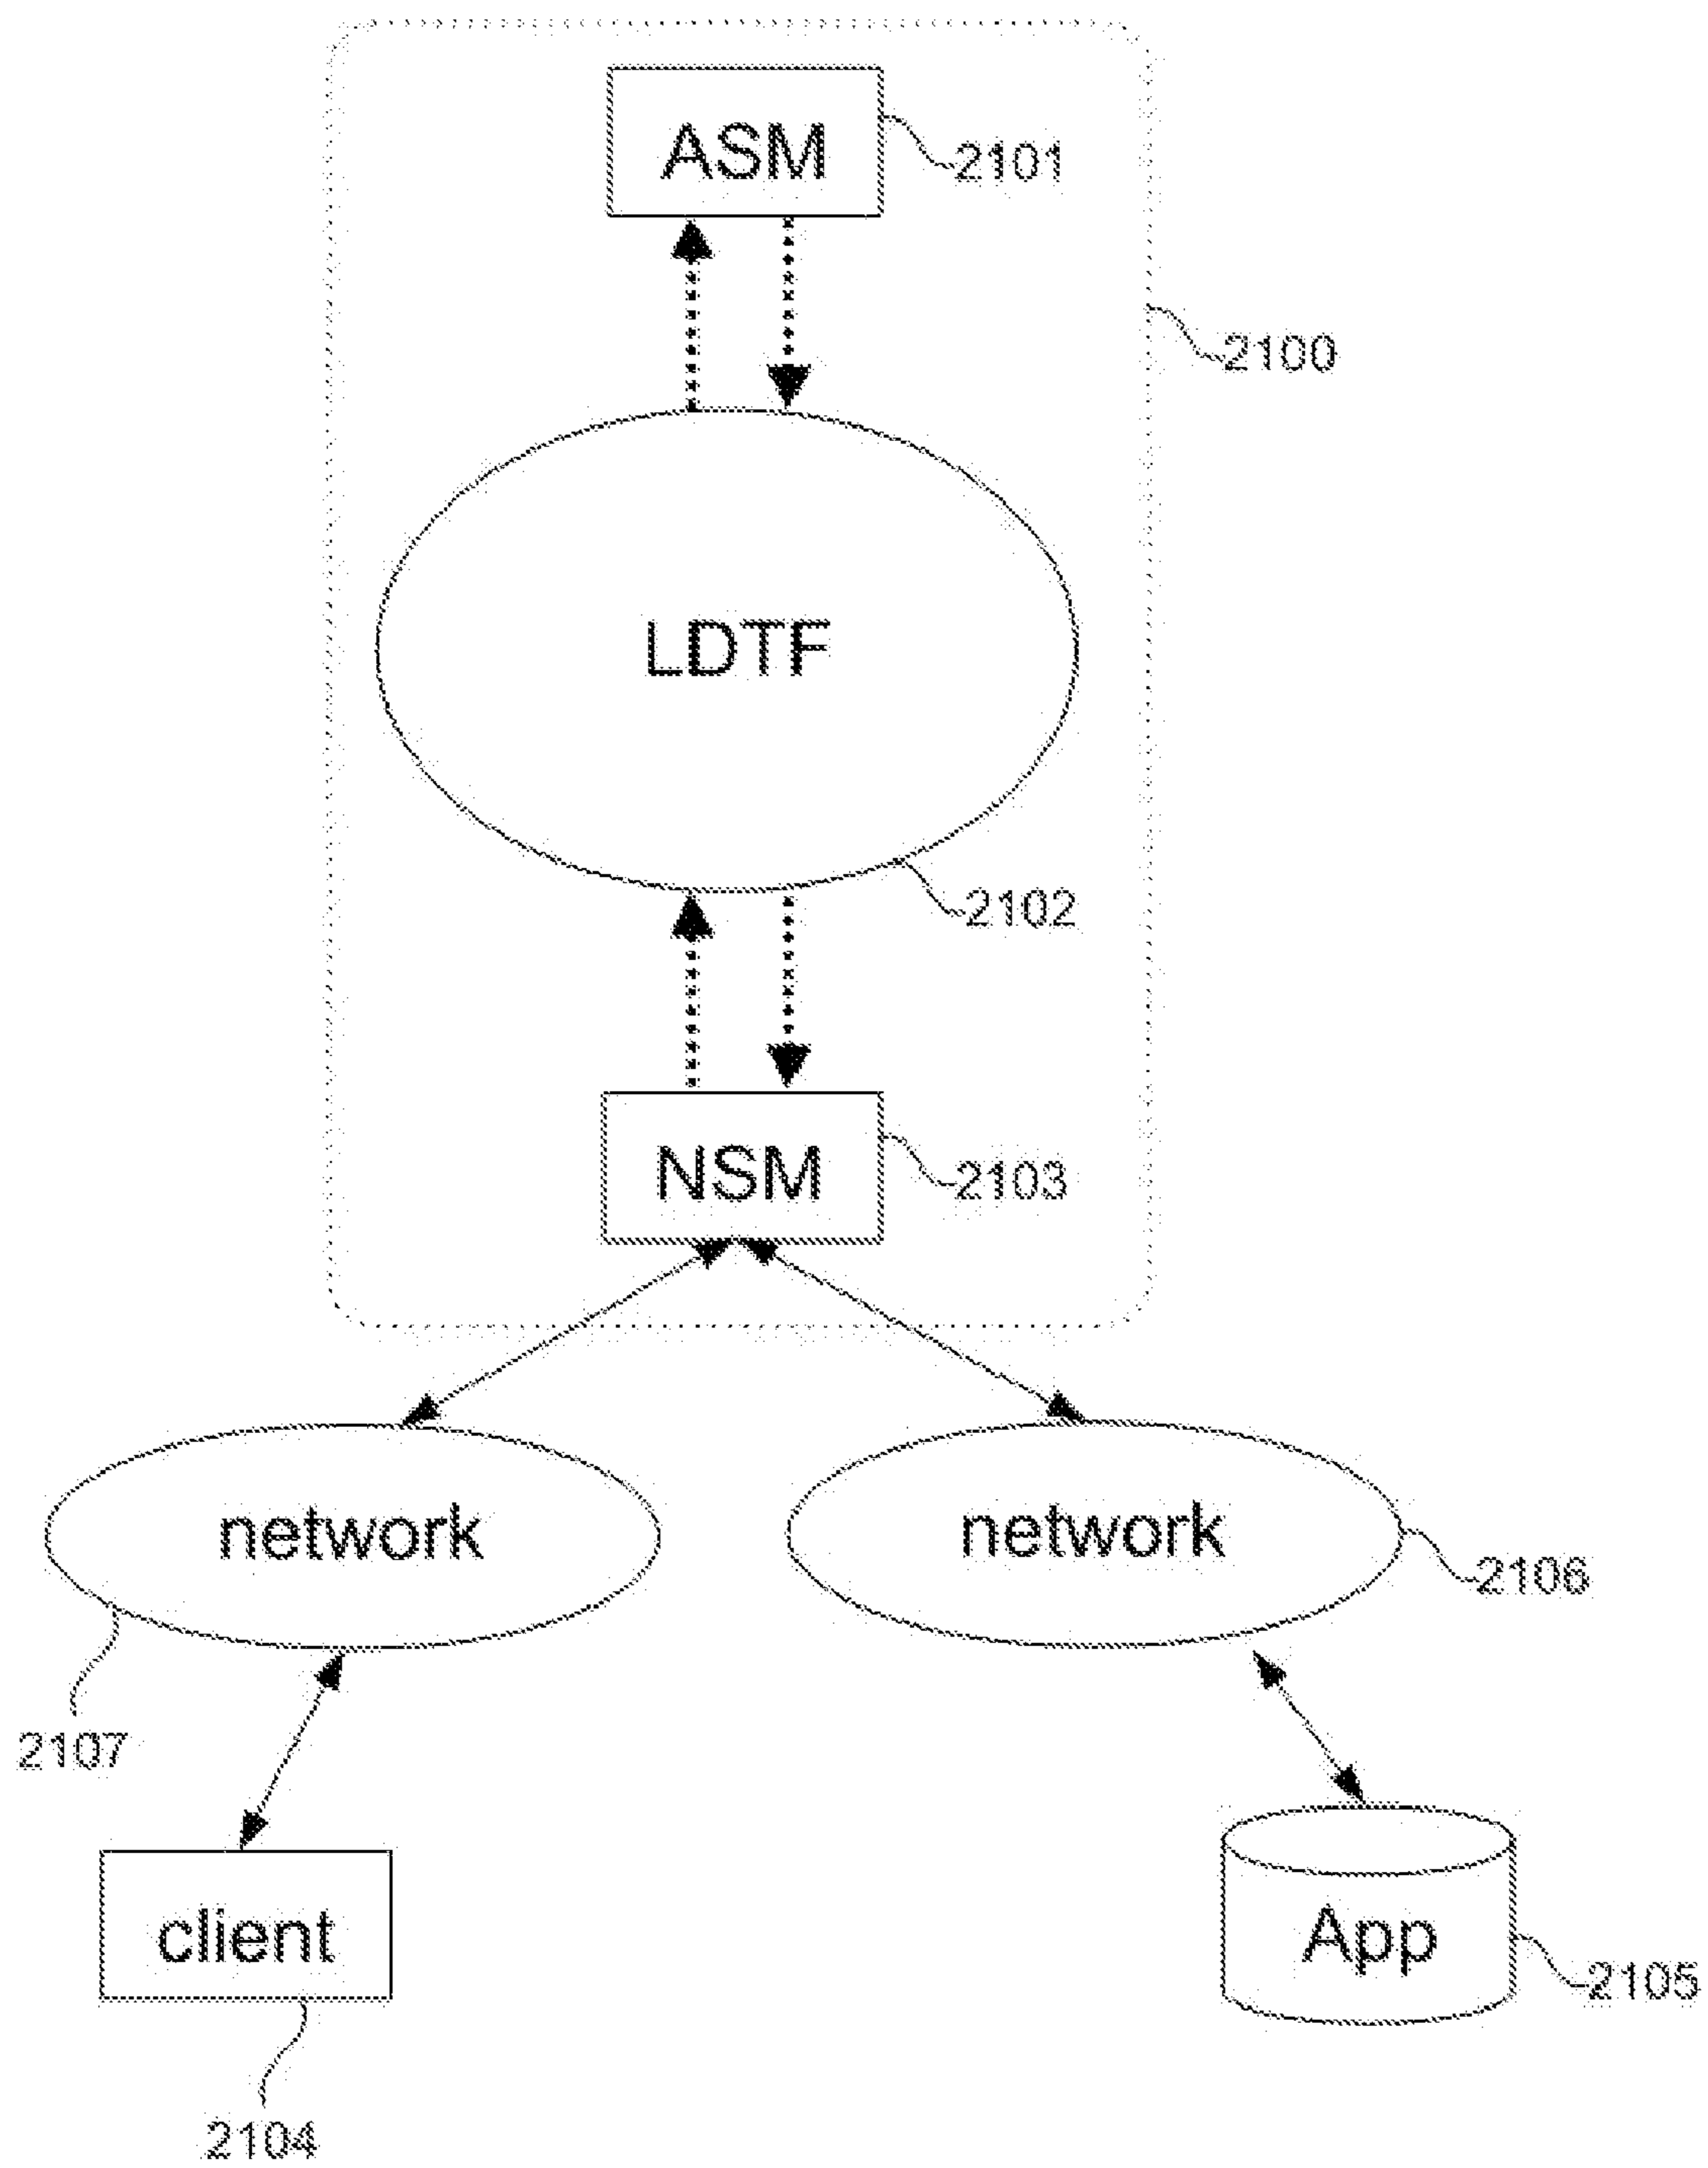 ASM
2101
2100
LDTF
2102
NSM
2103
network
network
2106
2107
client
App
2105
2104